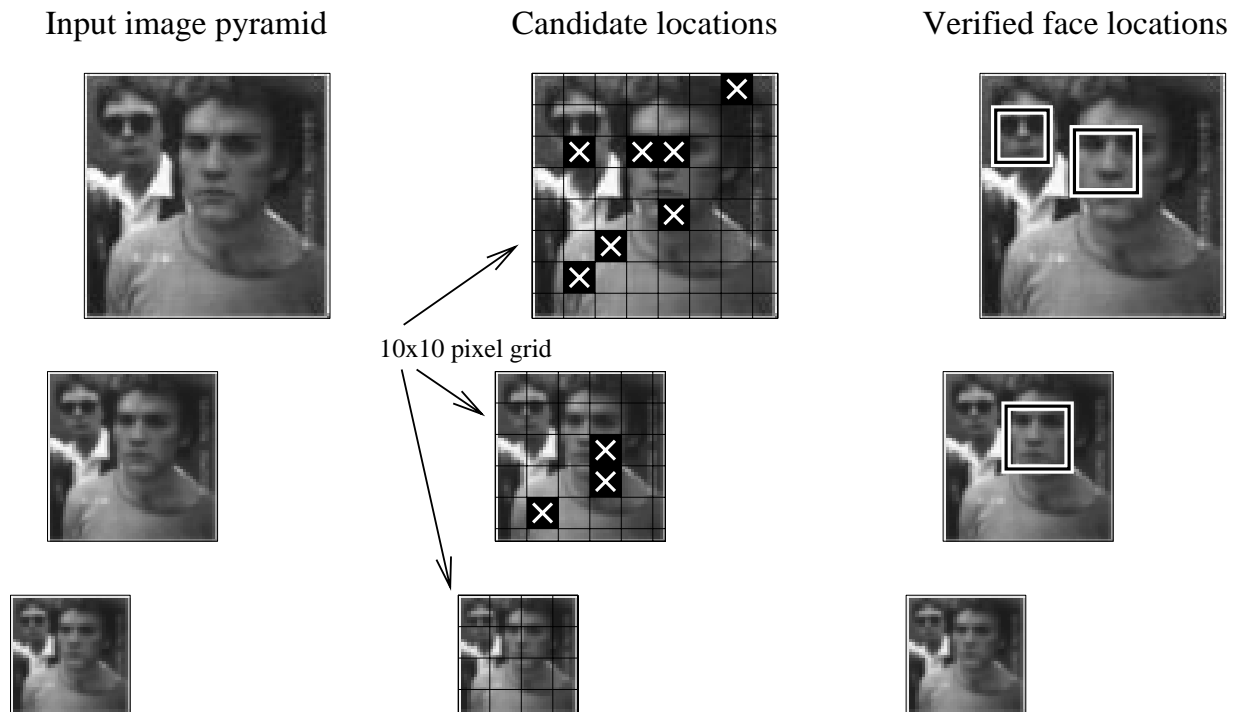 Input image pyramid
Candidate locations
Verified face locations
10x10 pixel grid